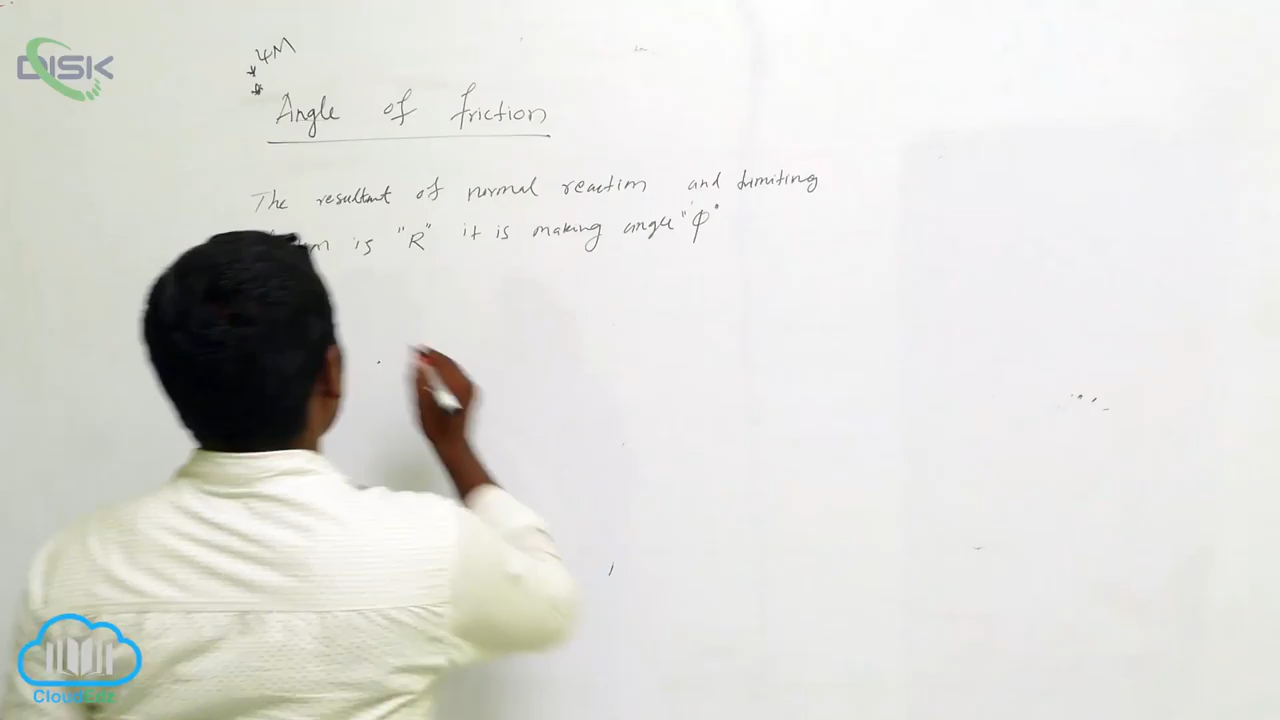 DISK
4M
Angle of friction
The resultant of normal reaction and limiting
is "R" it is making angle "φ"
CloudEdz